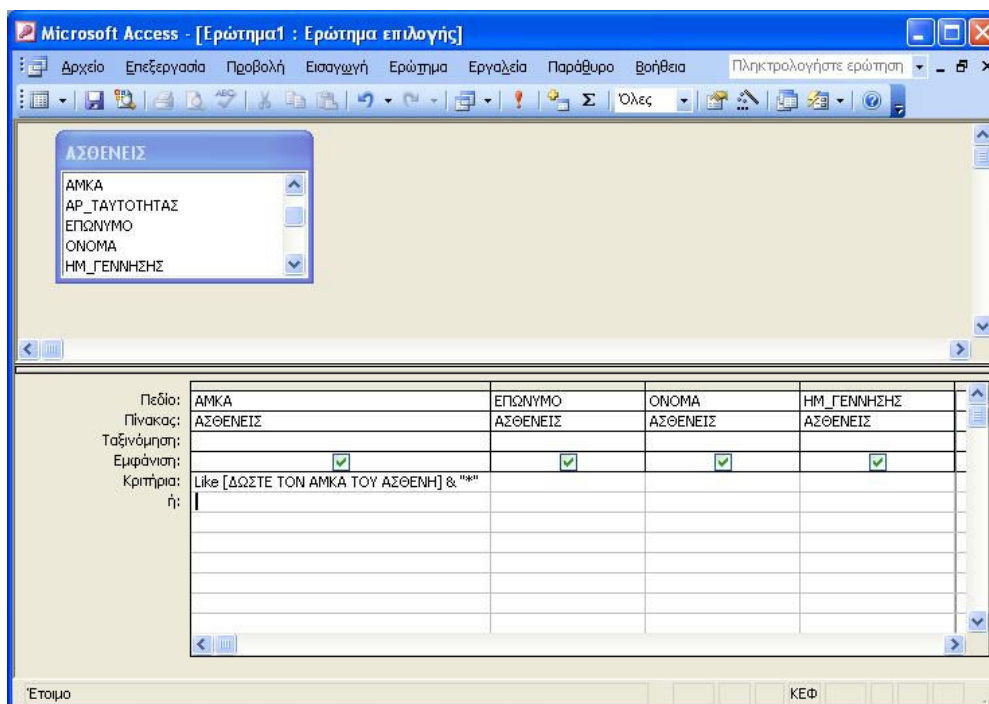 Microsoft Access - [Ερώτημα1 : Ερώτημα επιλογής]
Αρχείο Επεξεργασία Προβολή Εισαγωγή Ερώτημα Εργαλεία Παράθυρο Βοήθεια Πληκτρολογήστε ερώτηση
Όλες
ΑΣΘΕΝΕΙΣ
ΑΜΚΑ
ΑΡ_ΤΑΥΤΟΤΗΤΑΣ
ΕΠΩΝΥΜΟ
ΟΝΟΜΑ
ΗΜ_ΓΕΝΝΗΣΗΣ
Πεδίο: ΑΜΚΑ ΕΠΩΝΥΜΟ ΟΝΟΜΑ ΗΜ_ΓΕΝΝΗΣΗΣ
Πίνακας: ΑΣΘΕΝΕΙΣ ΑΣΘΕΝΕΙΣ ΑΣΘΕΝΕΙΣ ΑΣΘΕΝΕΙΣ
Ταξινόμηση:
Εμφάνιση:
Κριτήρια: Like [ΔΩΣΤΕ ΤΟΝ ΑΜΚΑ ΤΟΥ ΑΣΘΕΝΗ] & "*"
ή:
Έτοιμο ΚΕΦ